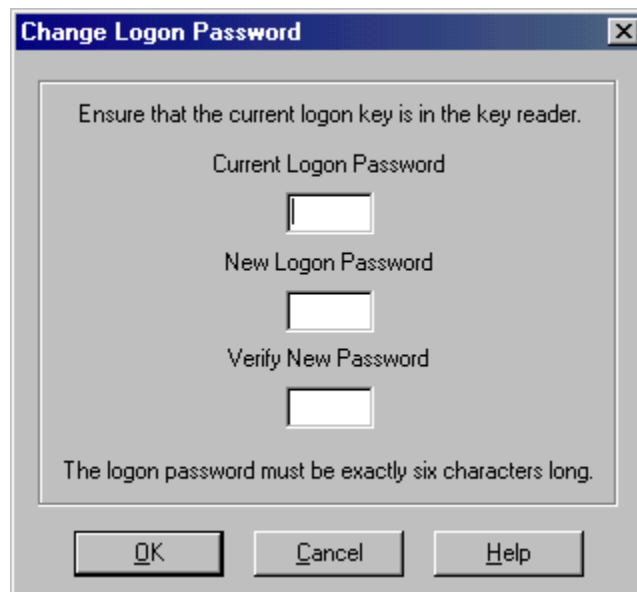 Change Logon Password
Ensure that the current logon key is in the key reader.
Current Logon Password
New Logon Password
Verify New Password
The logon password must be exactly six characters long.
OK Cancel Help